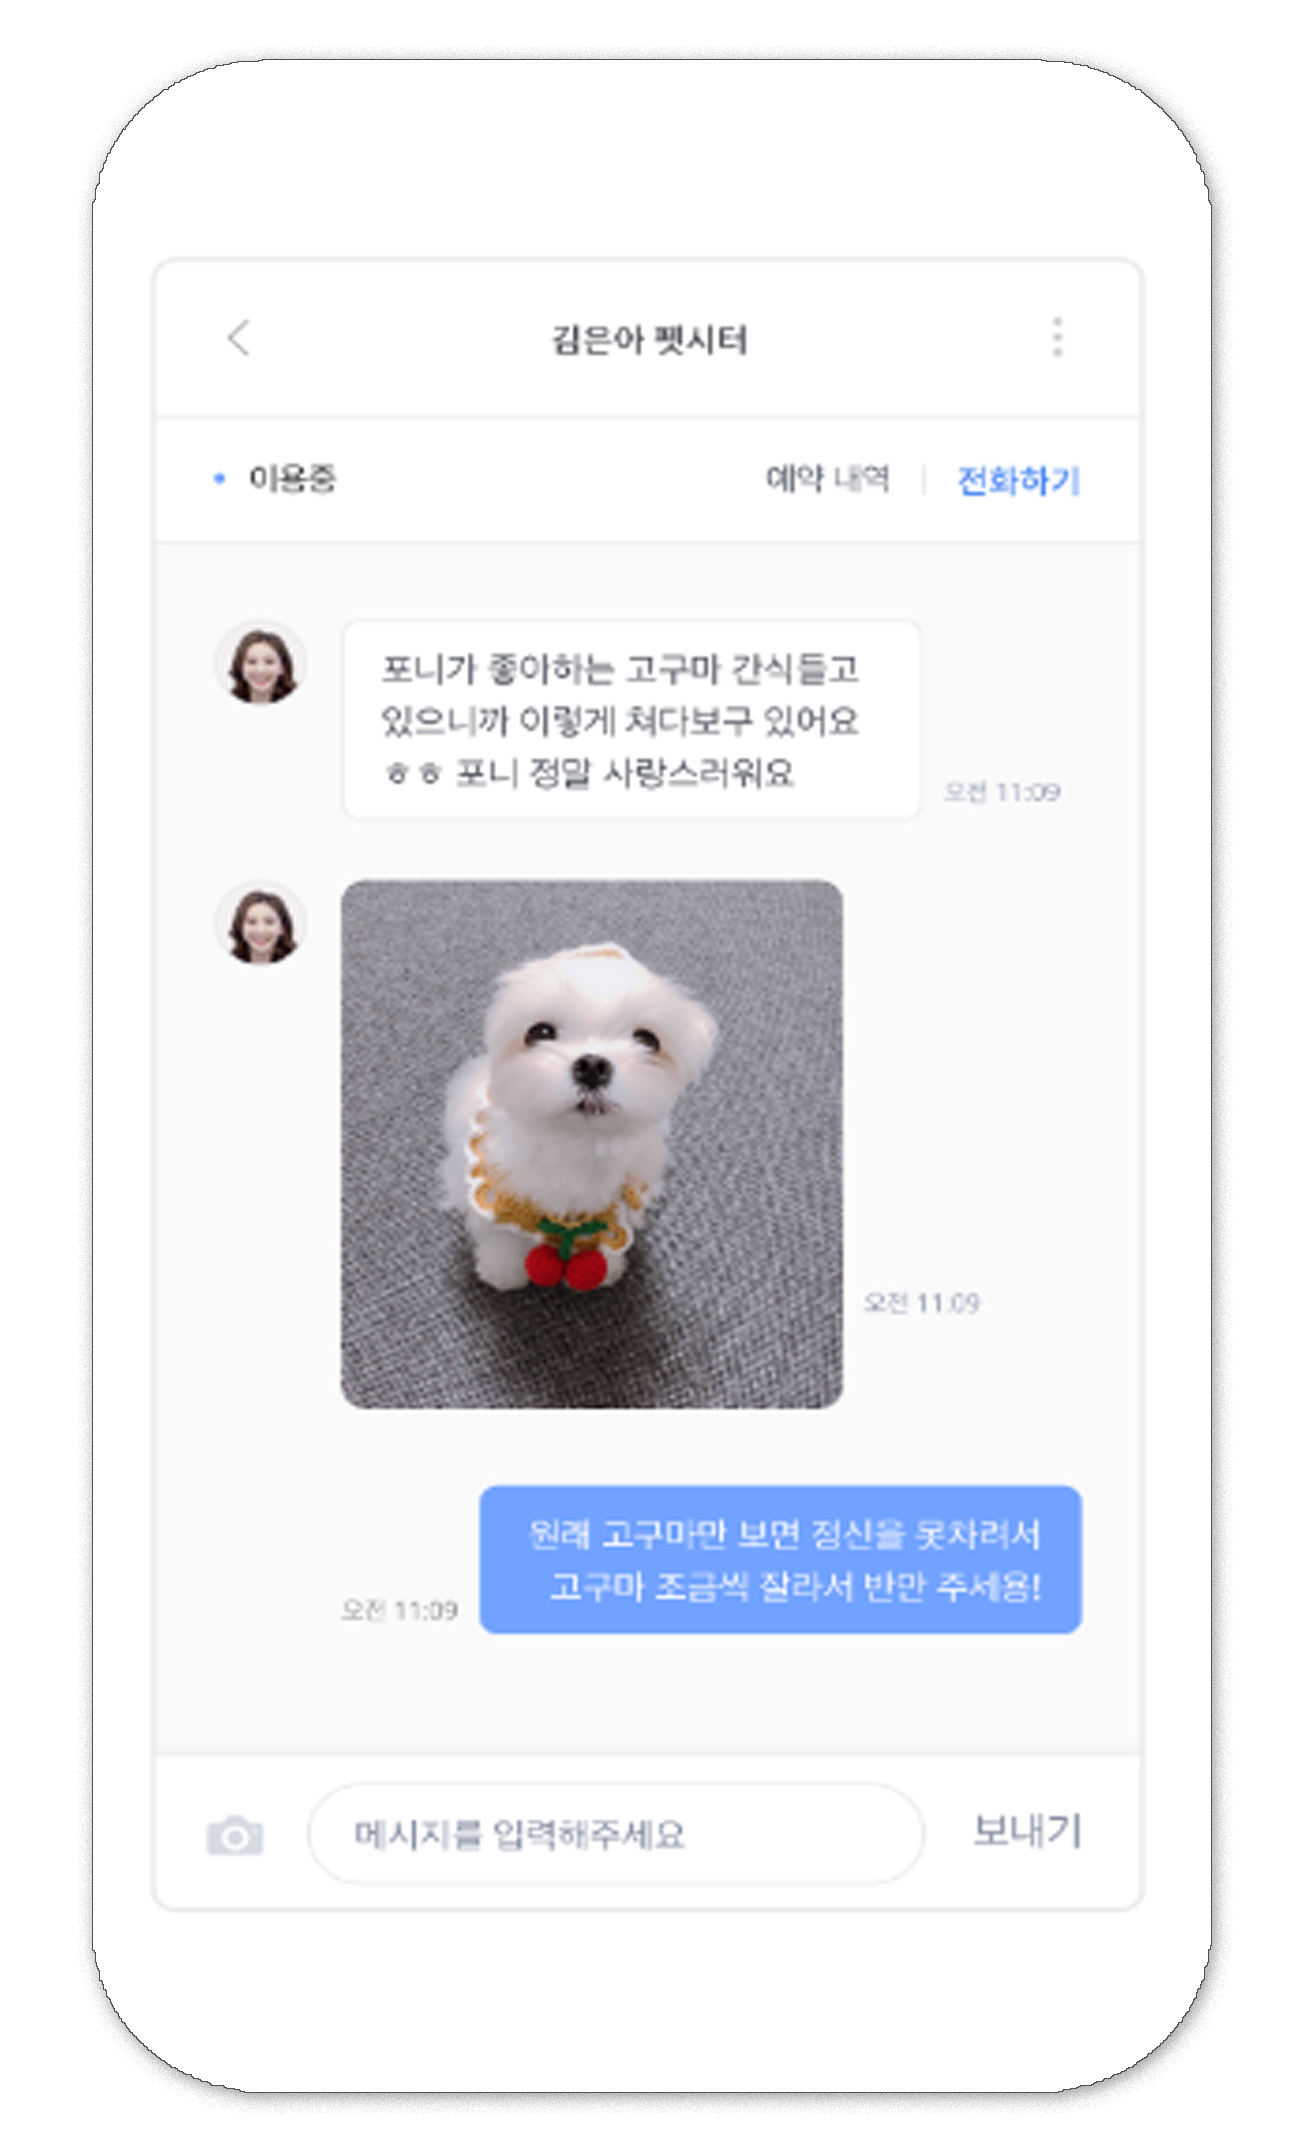 김은아 펫시터
이용중
예약 내역
전화하기
포니가 좋아하는 고구마 간식들고
있으니까 이렇게 쳐다보구 있어요
ㅎㅎ 포니 정말 사랑스러워요
오전 11:09
오전 11:09
원래 고구마만 보면 정신을 못차려서
고구마 조금씩 잘라서 반만 주세용!
오전 11:09
메시지를 입력해주세요
보내기